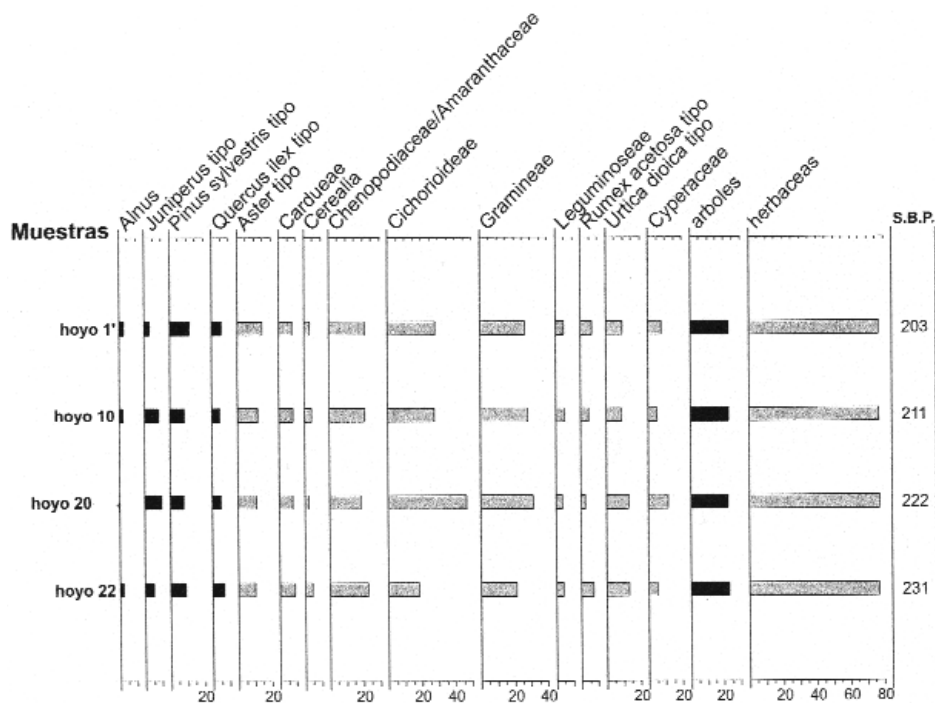 Alnus
Juniperus tipo
Pinus sylvestris tipo
Quercus ilex tipo
Aster tipo
Cardueae
Cerealia
Chenopodiaceae/Amaranthaceae
Cichorioideae
Gramineae
Leguminoseae
Rumex acetosa tipo
Urtica dioica tipo
Cyperaceae
arboles
herbaceas
Muestras S.B.P.
hoyo 1' 203
hoyo 10 211
hoyo 20 222
hoyo 22 231
20 20 20 20 40 20 40 20 20 20 20 40 60 80